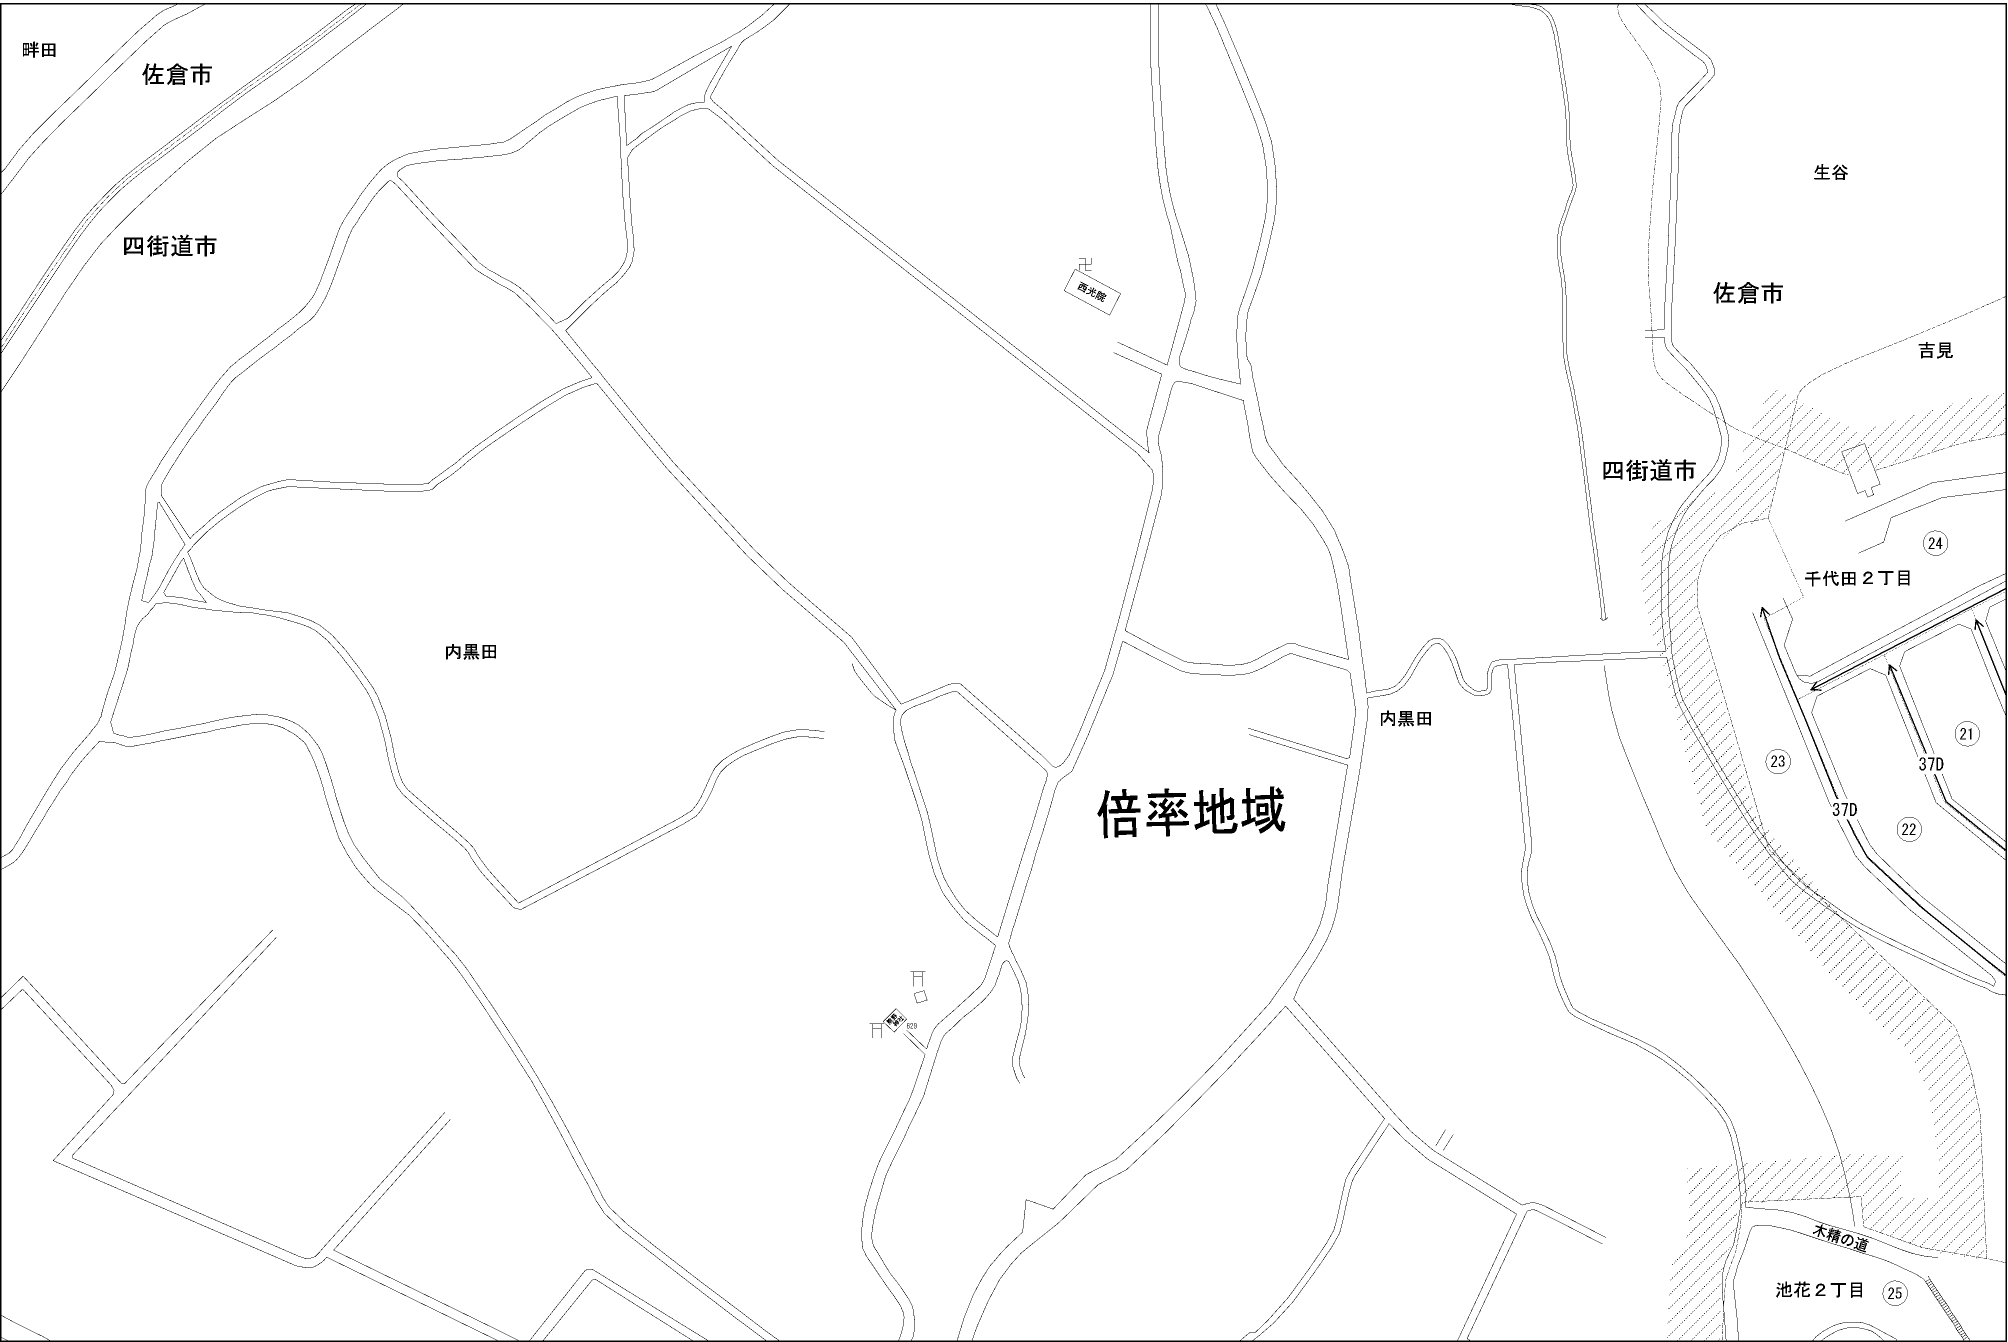 畔田
佐倉市
四街道市
生谷
西光院
佐倉市
吉見
四街道市
24
千代田２丁目
内黒田
内黒田
21
23
37D
倍率地域
37D
22
629
木精の道
池花２丁目
25